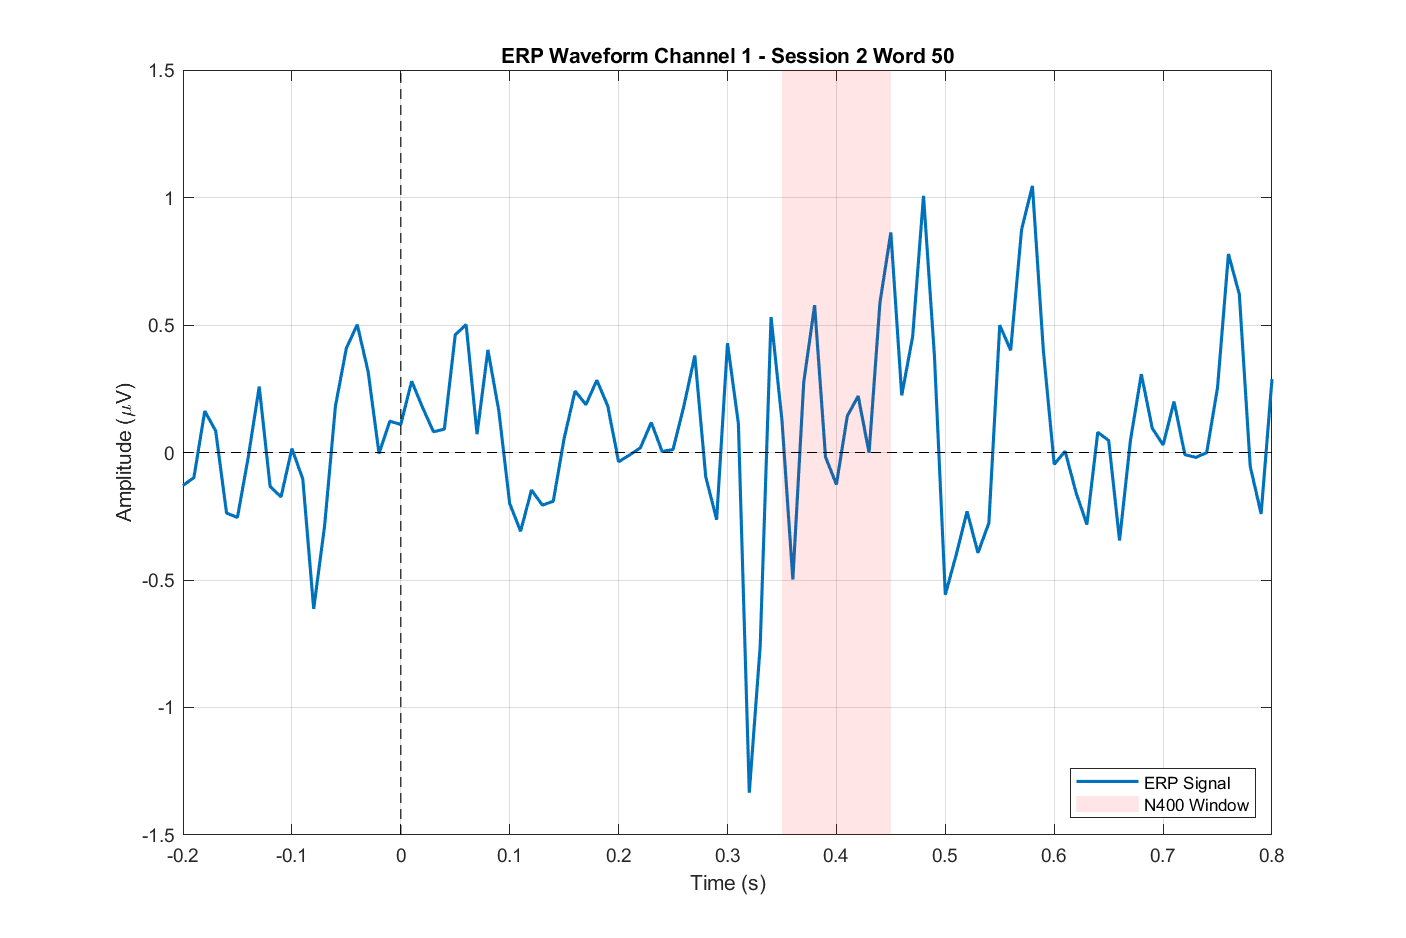 ERP Waveform Channel 1 - Session 2 Word 50
1.5
1
0.5
0
-0.5
-1
-1.5
Amplitude (μV)
-0.2 -0.1 0 0.1 0.2 0.3 0.4 0.5 0.6 0.7 0.8
Time (s)
ERP Signal
N400 Window